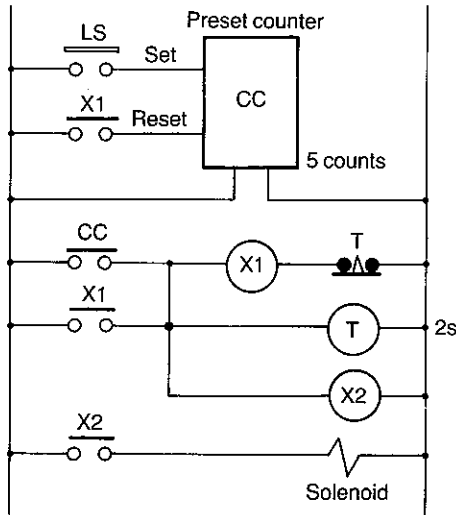 Preset counter
LS
Set
CC
X1
Reset
5 counts
CC
X1
T
X1
T
2s
X2
X2
Solenoid